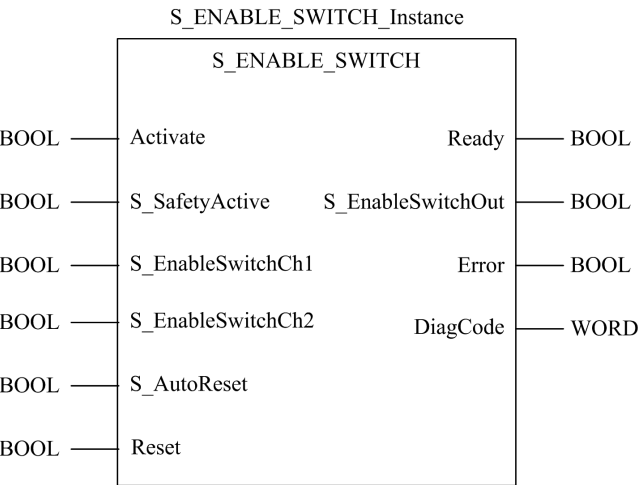 S_ENABLE_SWITCH_Instance
S_ENABLE_SWITCH
BOOL Activate Ready BOOL
BOOL S_SafetyActive S_EnableSwitchOut BOOL
BOOL S_EnableSwitchCh1 Error BOOL
BOOL S_EnableSwitchCh2 DiagCode WORD
BOOL S_AutoReset
BOOL Reset